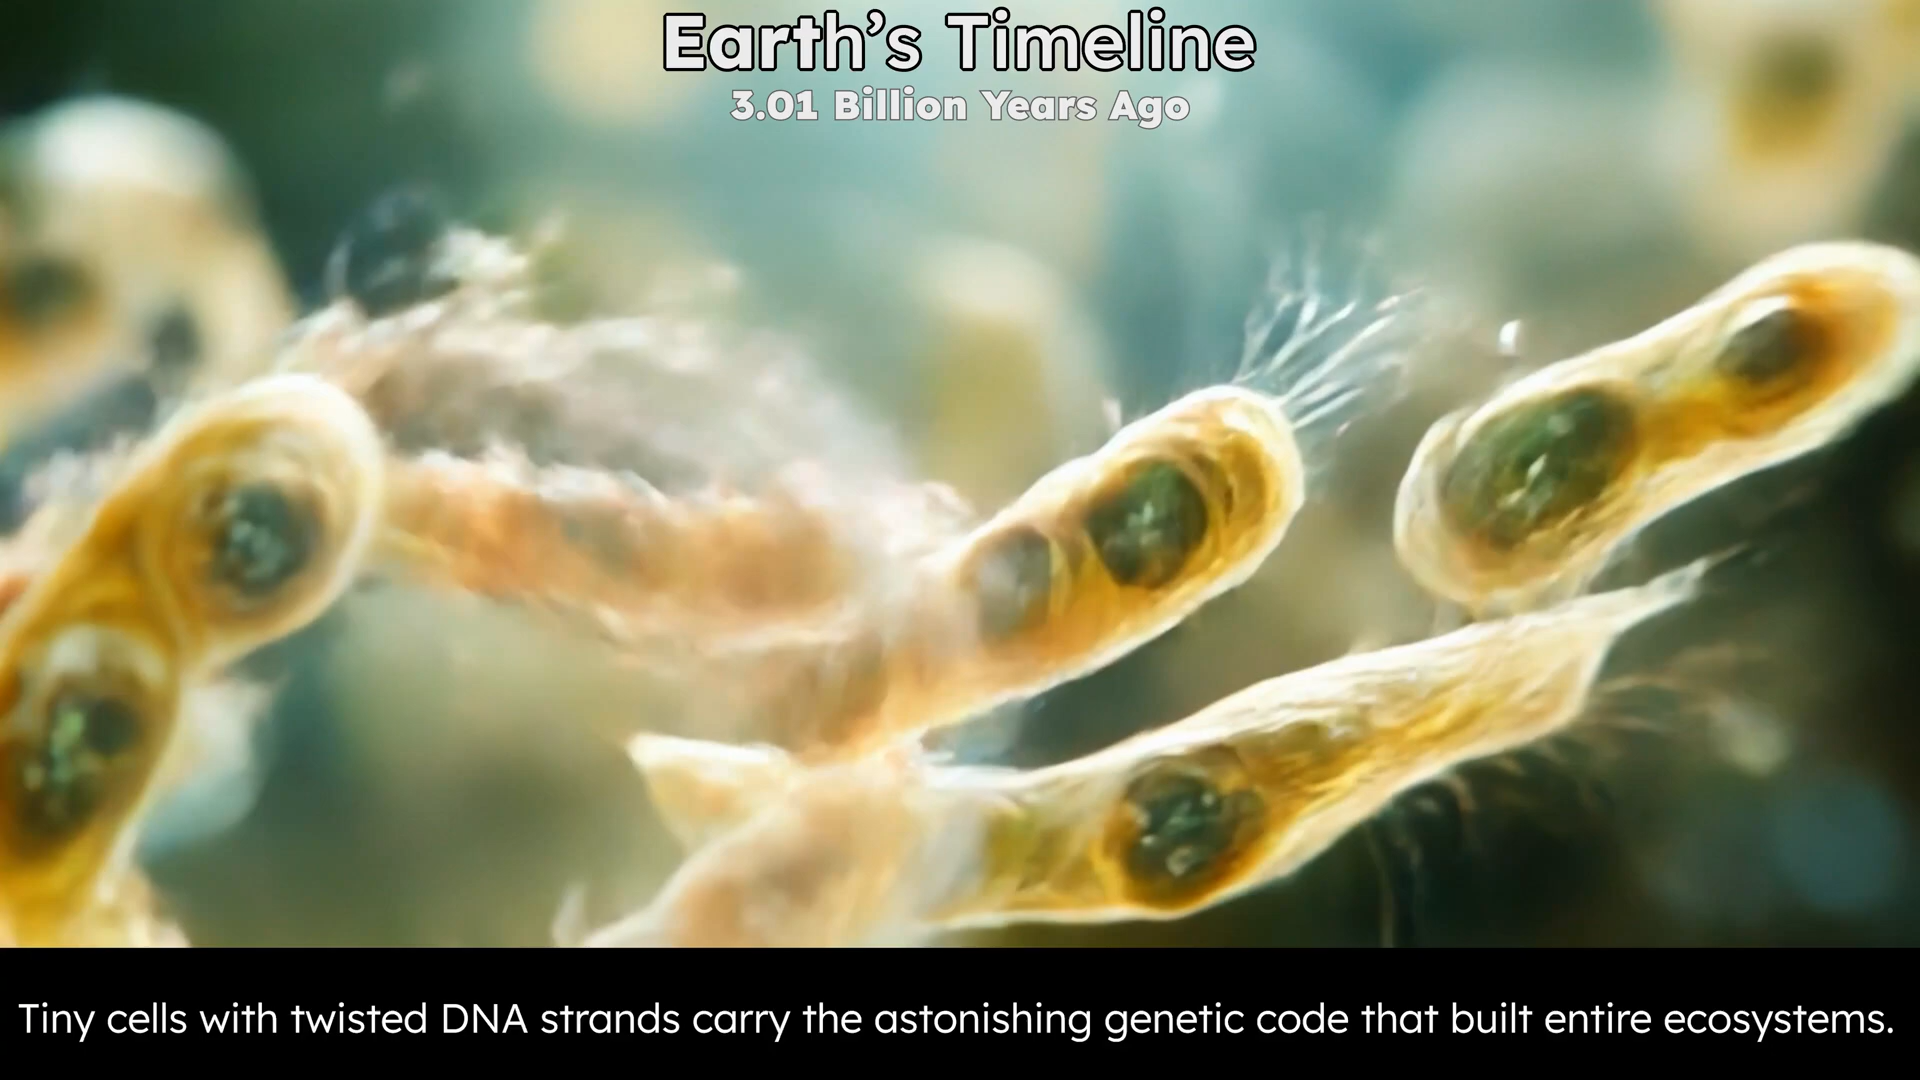 Earth’s Timeline
3.01 Billion Years Ago
Tiny cells with twisted DNA strands carry the astonishing genetic code that built entire ecosystems.